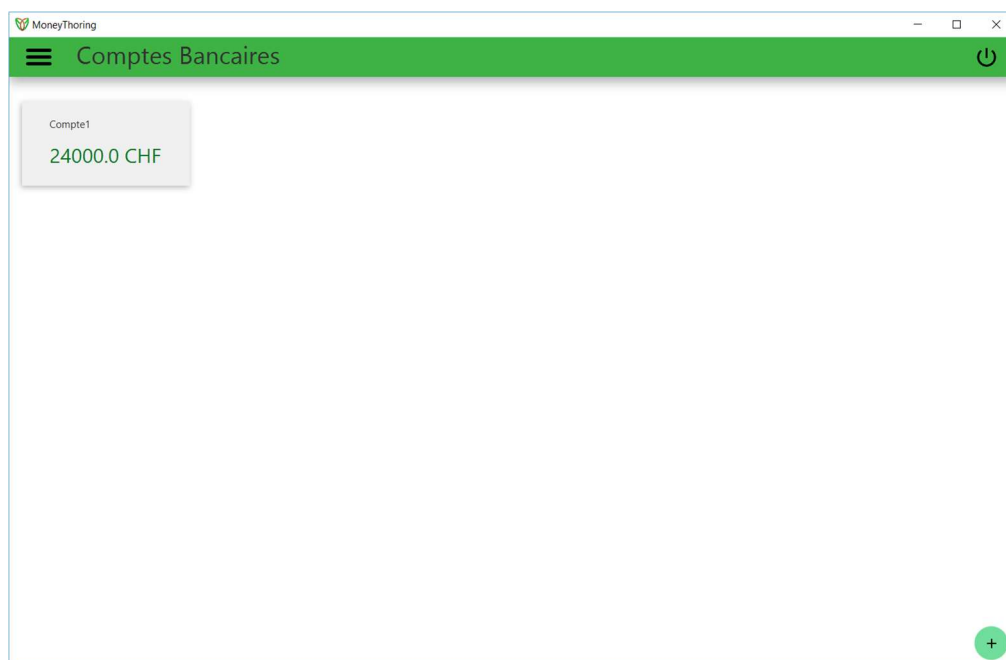 MoneyThoring
Comptes Bancaires
Compte1
24000.0 CHF
+